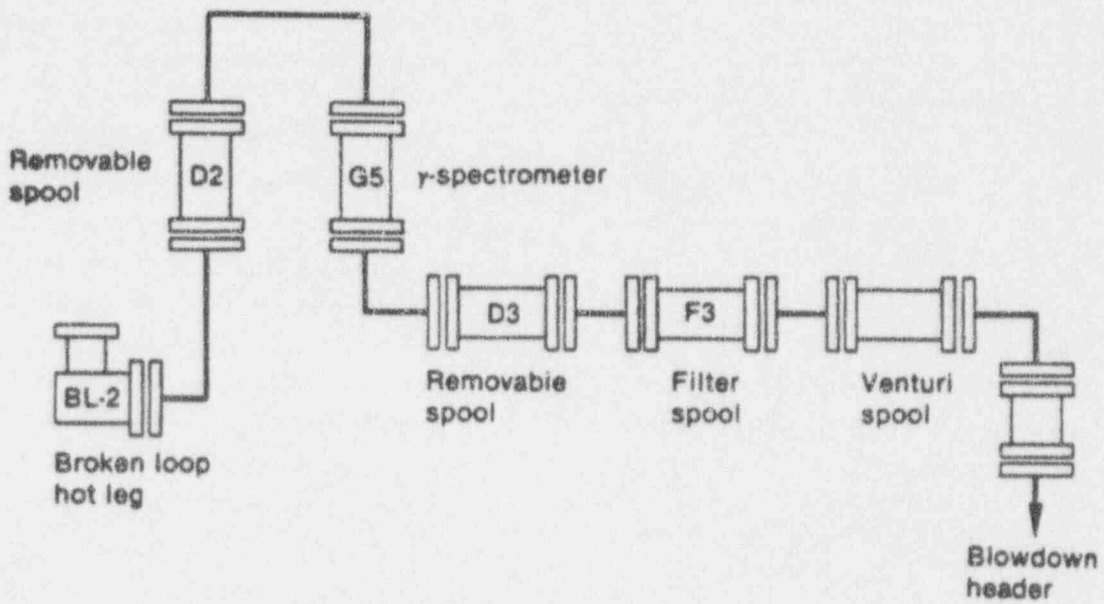 Removable
spool
D2
G5
γ-spectrometer
D3
F3
Removable
spool
Filter
spool
Venturi
spool
BL-2
Broken loop
hot leg
Blowdown
header